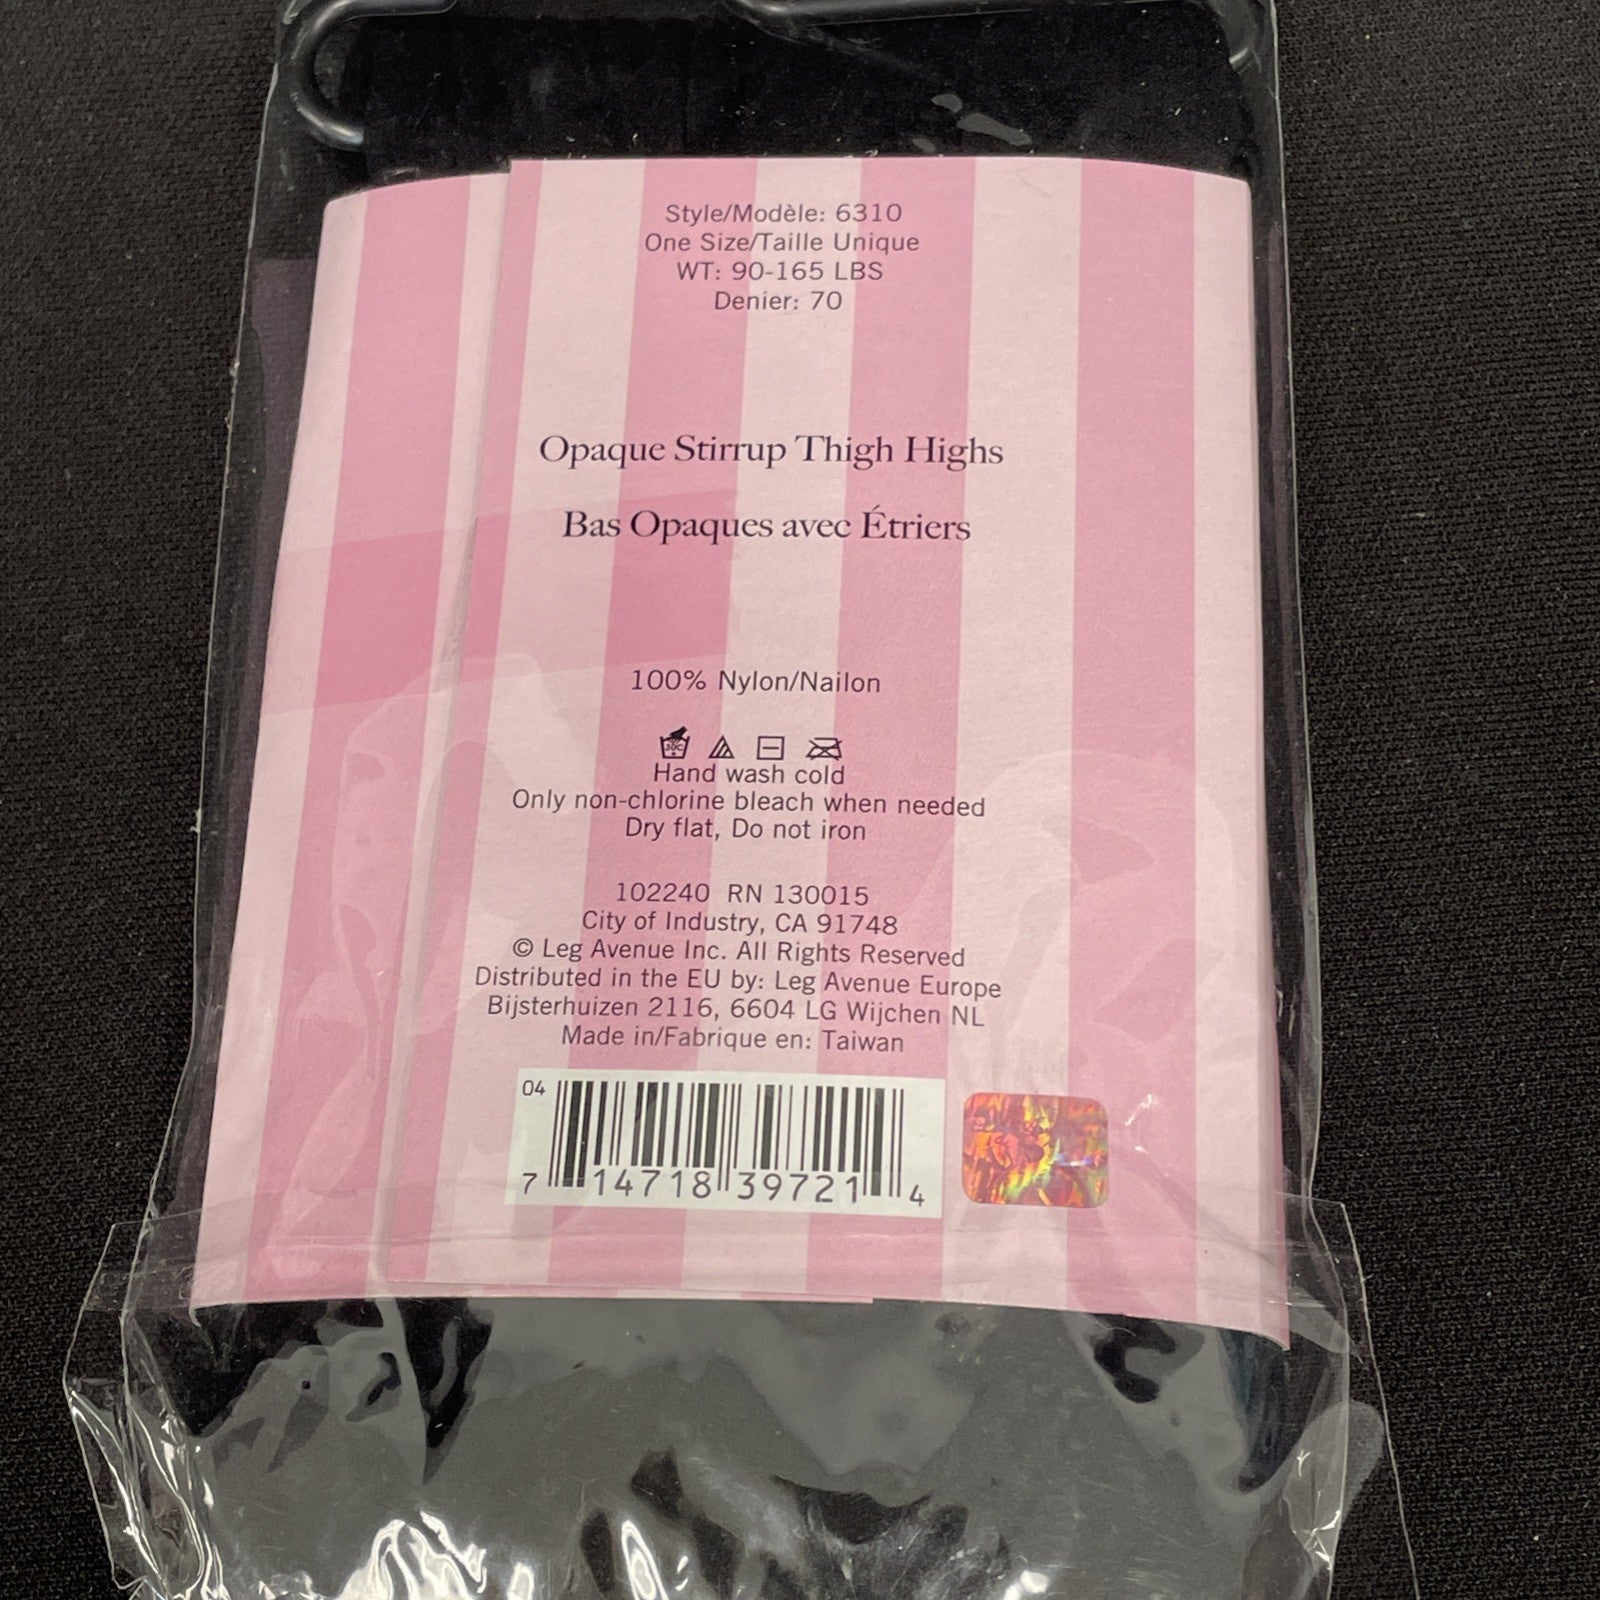 Style/Modèle: 6310
One Size/Taille Unique
WT: 90-165 LBS
Denier: 70
Opaque Stirrup Thigh Highs
Bas Opaques avec Étriers
100% Nylon/Nailon
30C
Hand wash cold
Only non-chlorine bleach when needed
Dry flat, Do not iron
102240 RN 130015
City of Industry, CA 91748
© Leg Avenue Inc. All Rights Reserved
Distributed in the EU by: Leg Avenue Europe
Bijsterhuizen 2116, 6604 LG Wijchen NL
Made in/Fabrique en: Taiwan
04
7 14718 39721 4